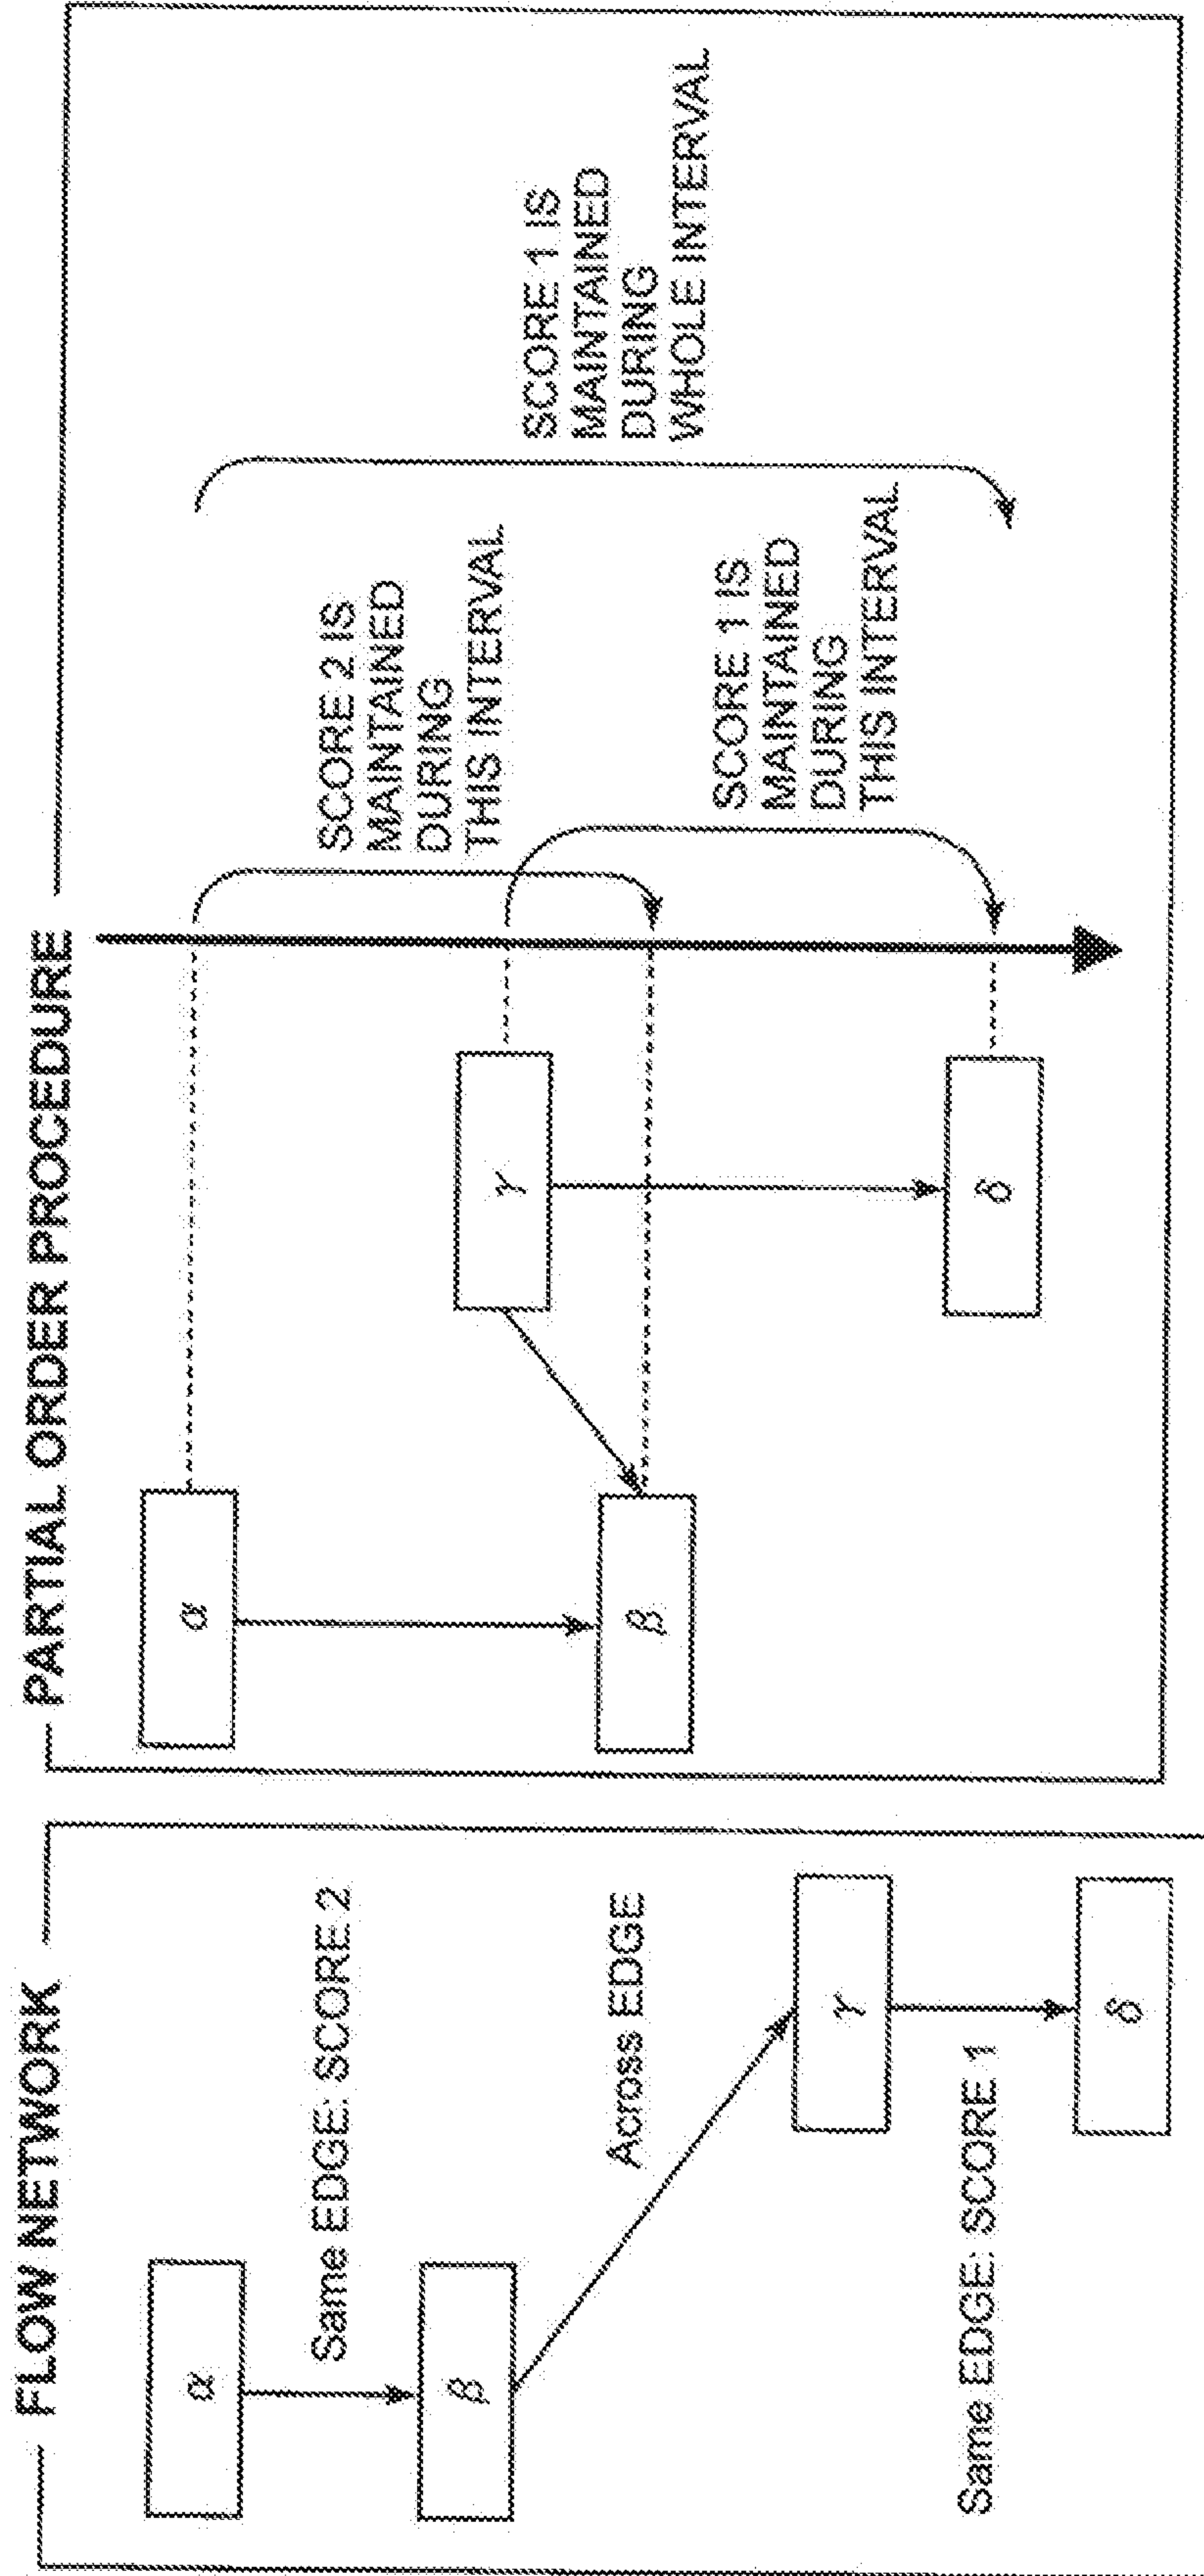 FLOW NETWORK
α
Same EDGE: SCORE 2
β
Across EDGE
γ
Same EDGE: SCORE 1
δ
PARTIAL ORDER PROCEDURE
α
γ
β
δ
SCORE 2 IS
MAINTAINED
DURING
THIS INTERVAL
SCORE 1 IS
MAINTAINED
DURING
THIS INTERVAL
SCORE 1 IS
MAINTAINED
DURING
WHOLE INTERVAL